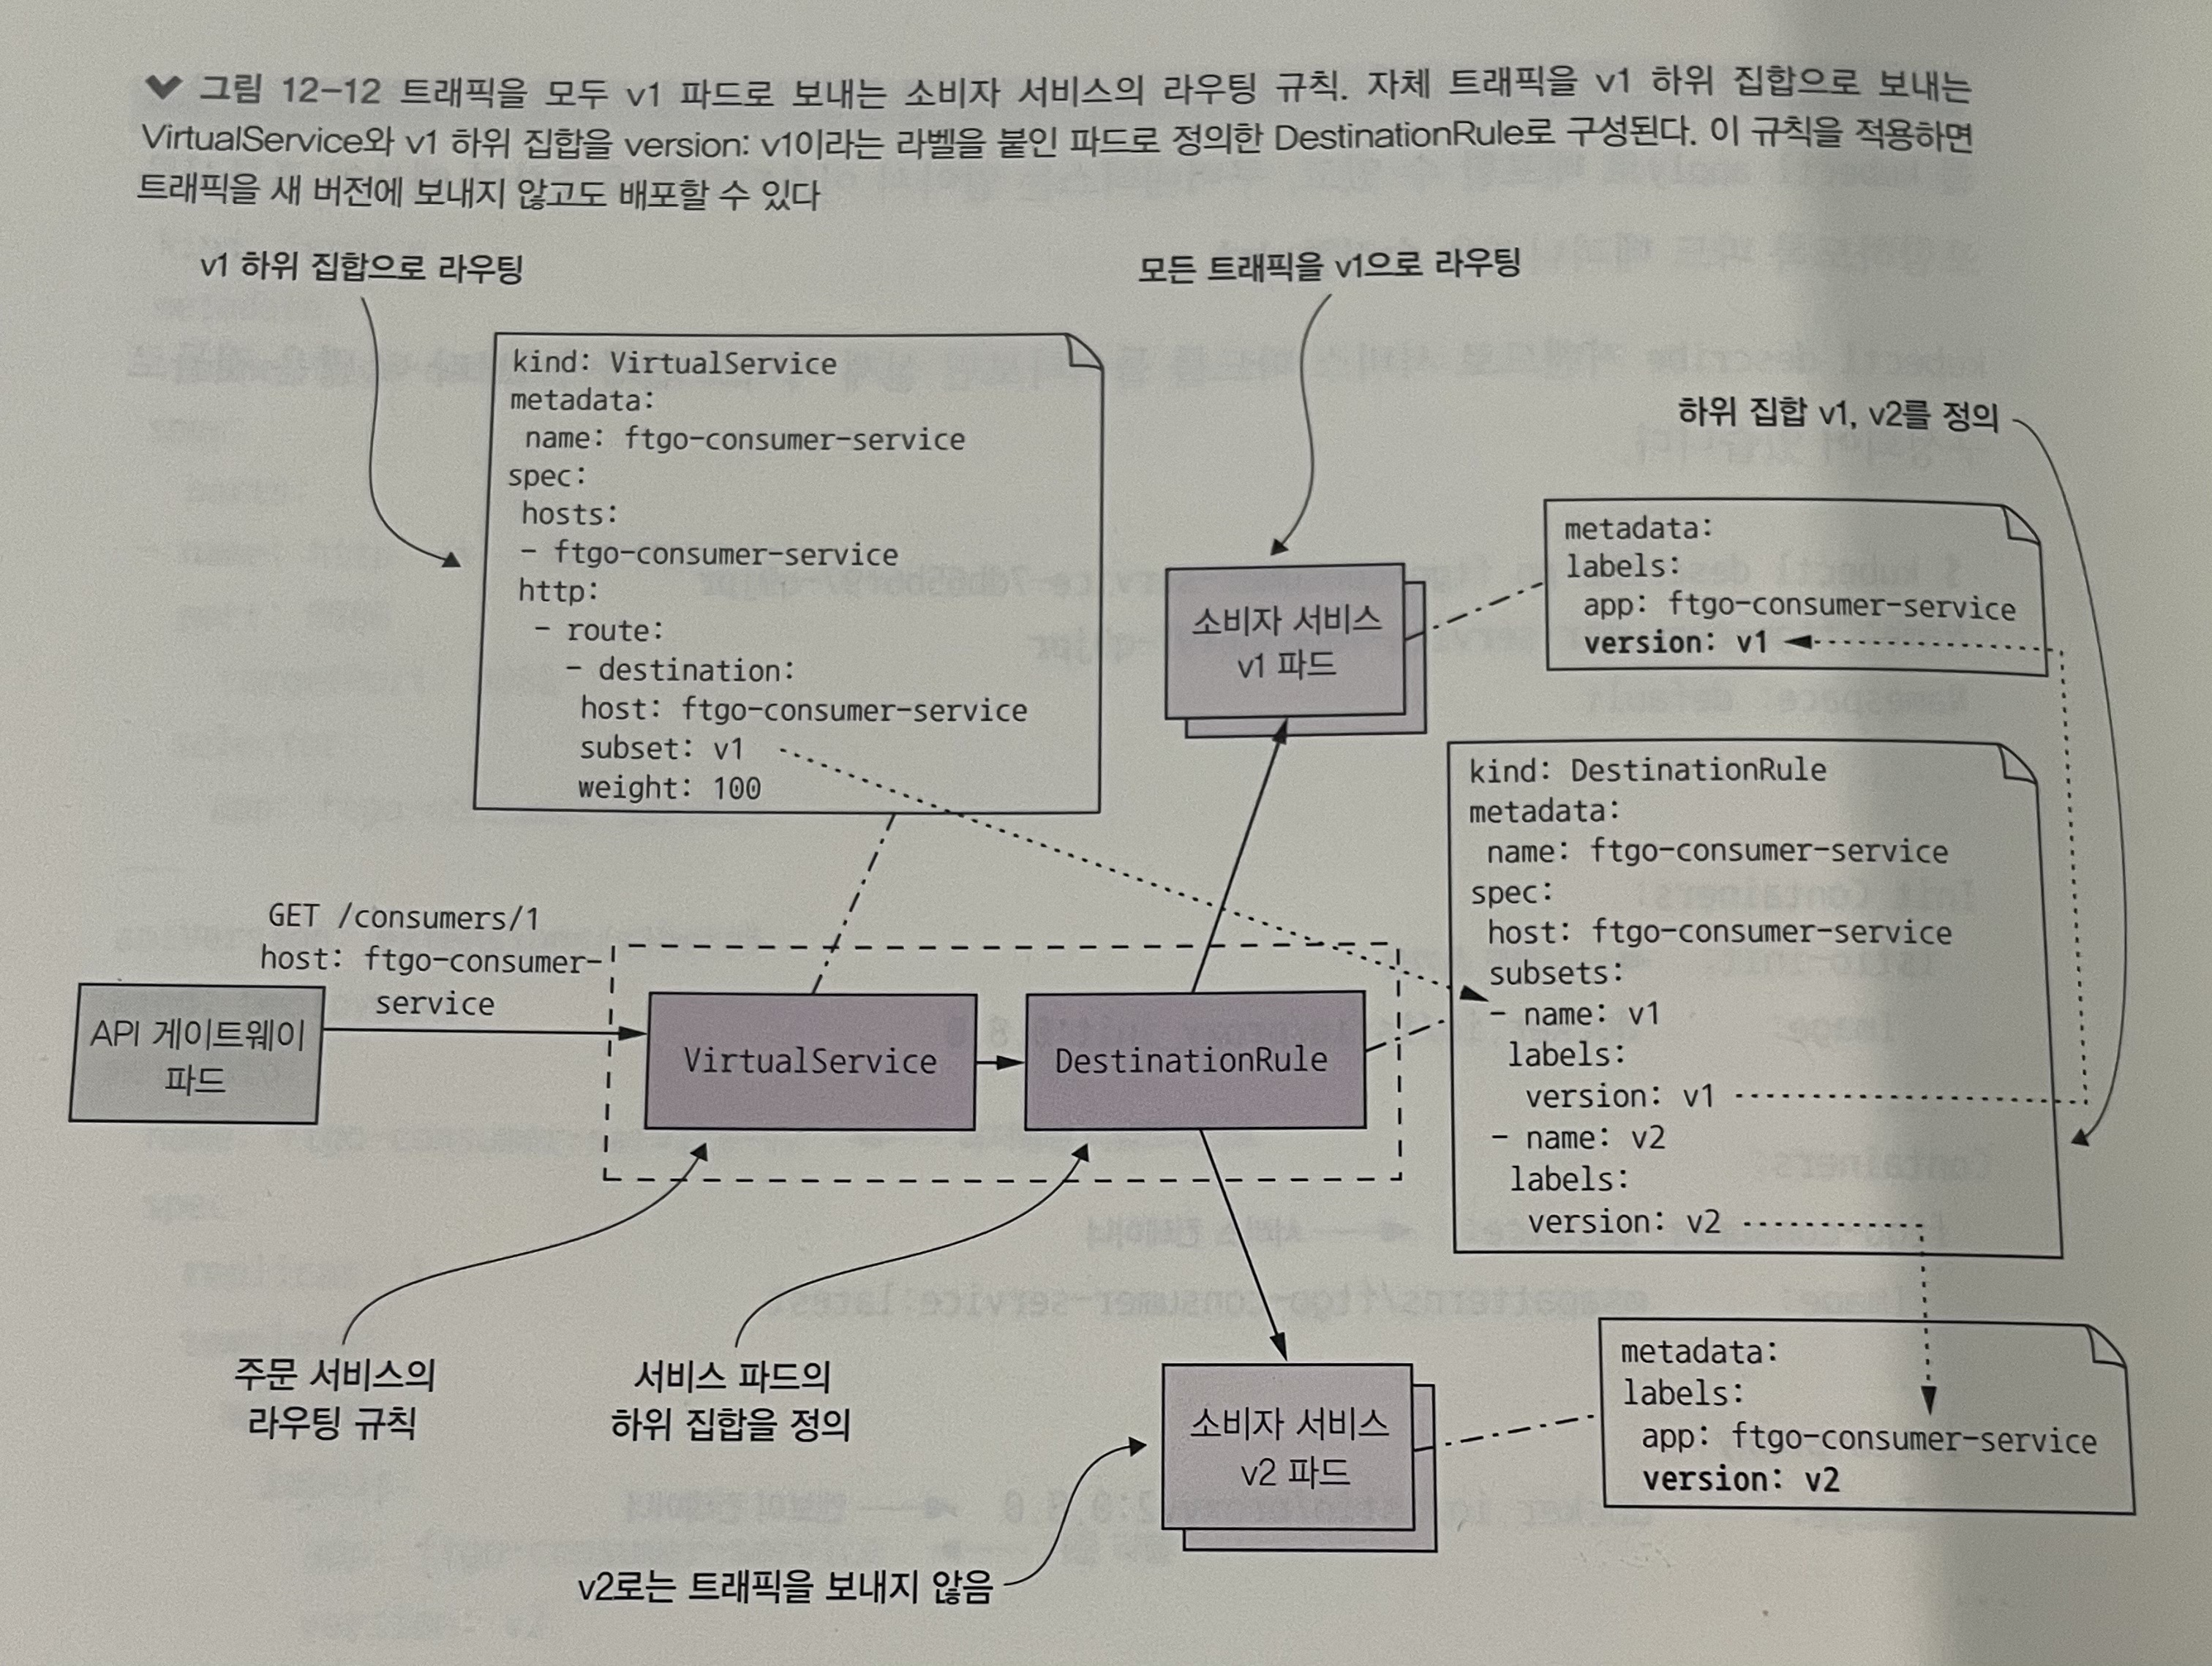 그림 12-12 트래픽을 모두 v1 파드로 보내는 소비자 서비스의 라우팅 규칙. 자체 트래픽을 v1 하위 집합으로 보내는
VirtualService와 v1 하위 집합을 version: v1이라는 라벨을 붙인 파드로 정의한 DestinationRule로 구성된다. 이 규칙을 적용하면
트래픽을 새 버전에 보내지 않고도 배포할 수 있다
v1 하위 집합으로 라우팅
모든 트래픽을 v1으로 라우팅
kind: VirtualService
metadata:
name: ftgo-consumer-service
spec:
hosts:
- ftgo-consumer-service
http:
- route:
- destination:
host: ftgo-consumer-service
subset: v1
weight: 100
하위 집합 v1, v2를 정의
metadata:
labels:
app: ftgo-consumer-service
version: v1
소비자 서비스
v1 파드
kind: DestinationRule
metadata:
name: ftgo-consumer-service
spec:
host: ftgo-consumer-service
subsets:
- name: v1
labels:
version: v1
- name: v2
labels:
version: v2
GET /consumers/1
host: ftgo-consumer-
service
API 게이트웨이
파드
VirtualService
DestinationRule
주문 서비스의
라우팅 규칙
서비스 파드의
하위 집합을 정의
소비자 서비스
v2 파드
metadata:
labels:
app: ftgo-consumer-service
version: v2
v2로는 트래픽을 보내지 않음